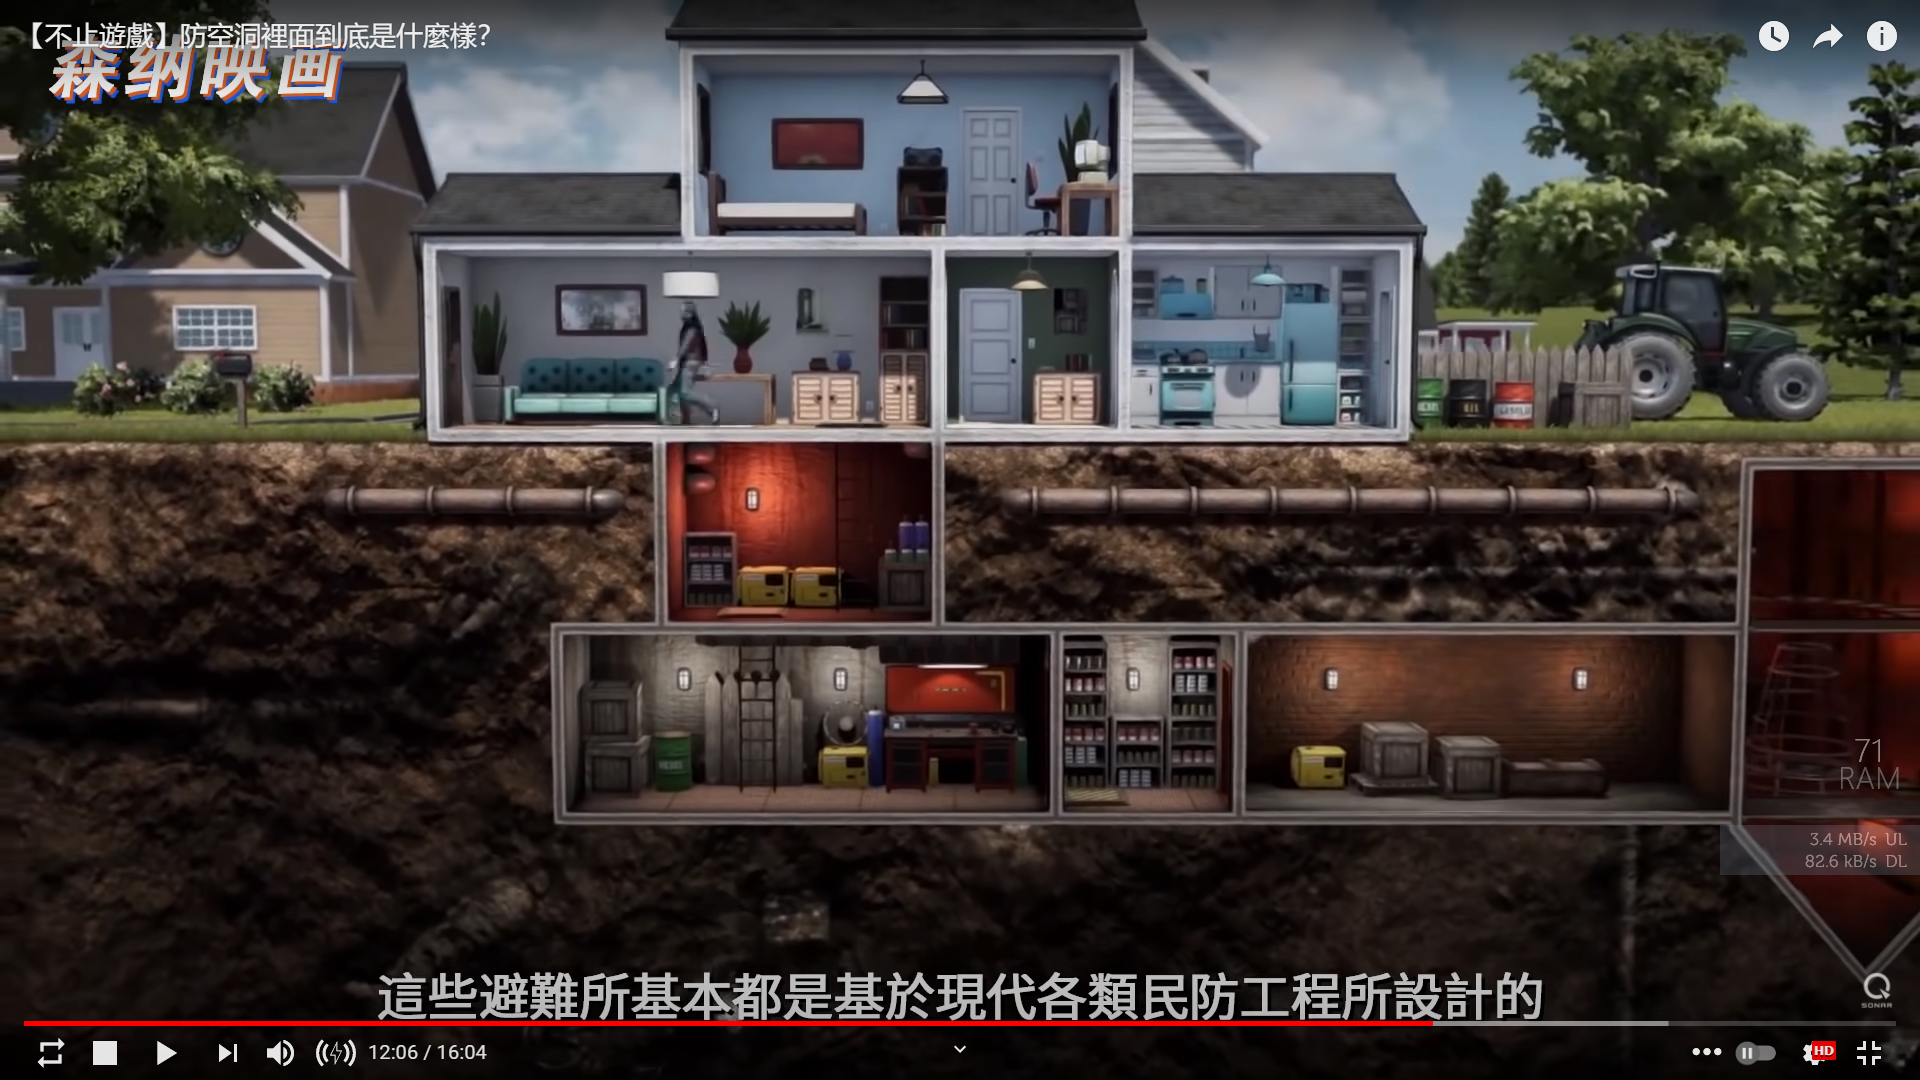 【不止遊戲】防空洞裡面到底是什麼樣?
森纳映画
71
RAM
3.4 MB/s UL
82.6 kB/s DL
SONAR
這些避難所基本都是基於現代各類民防工程所設計的
12:06 / 16:04
HD